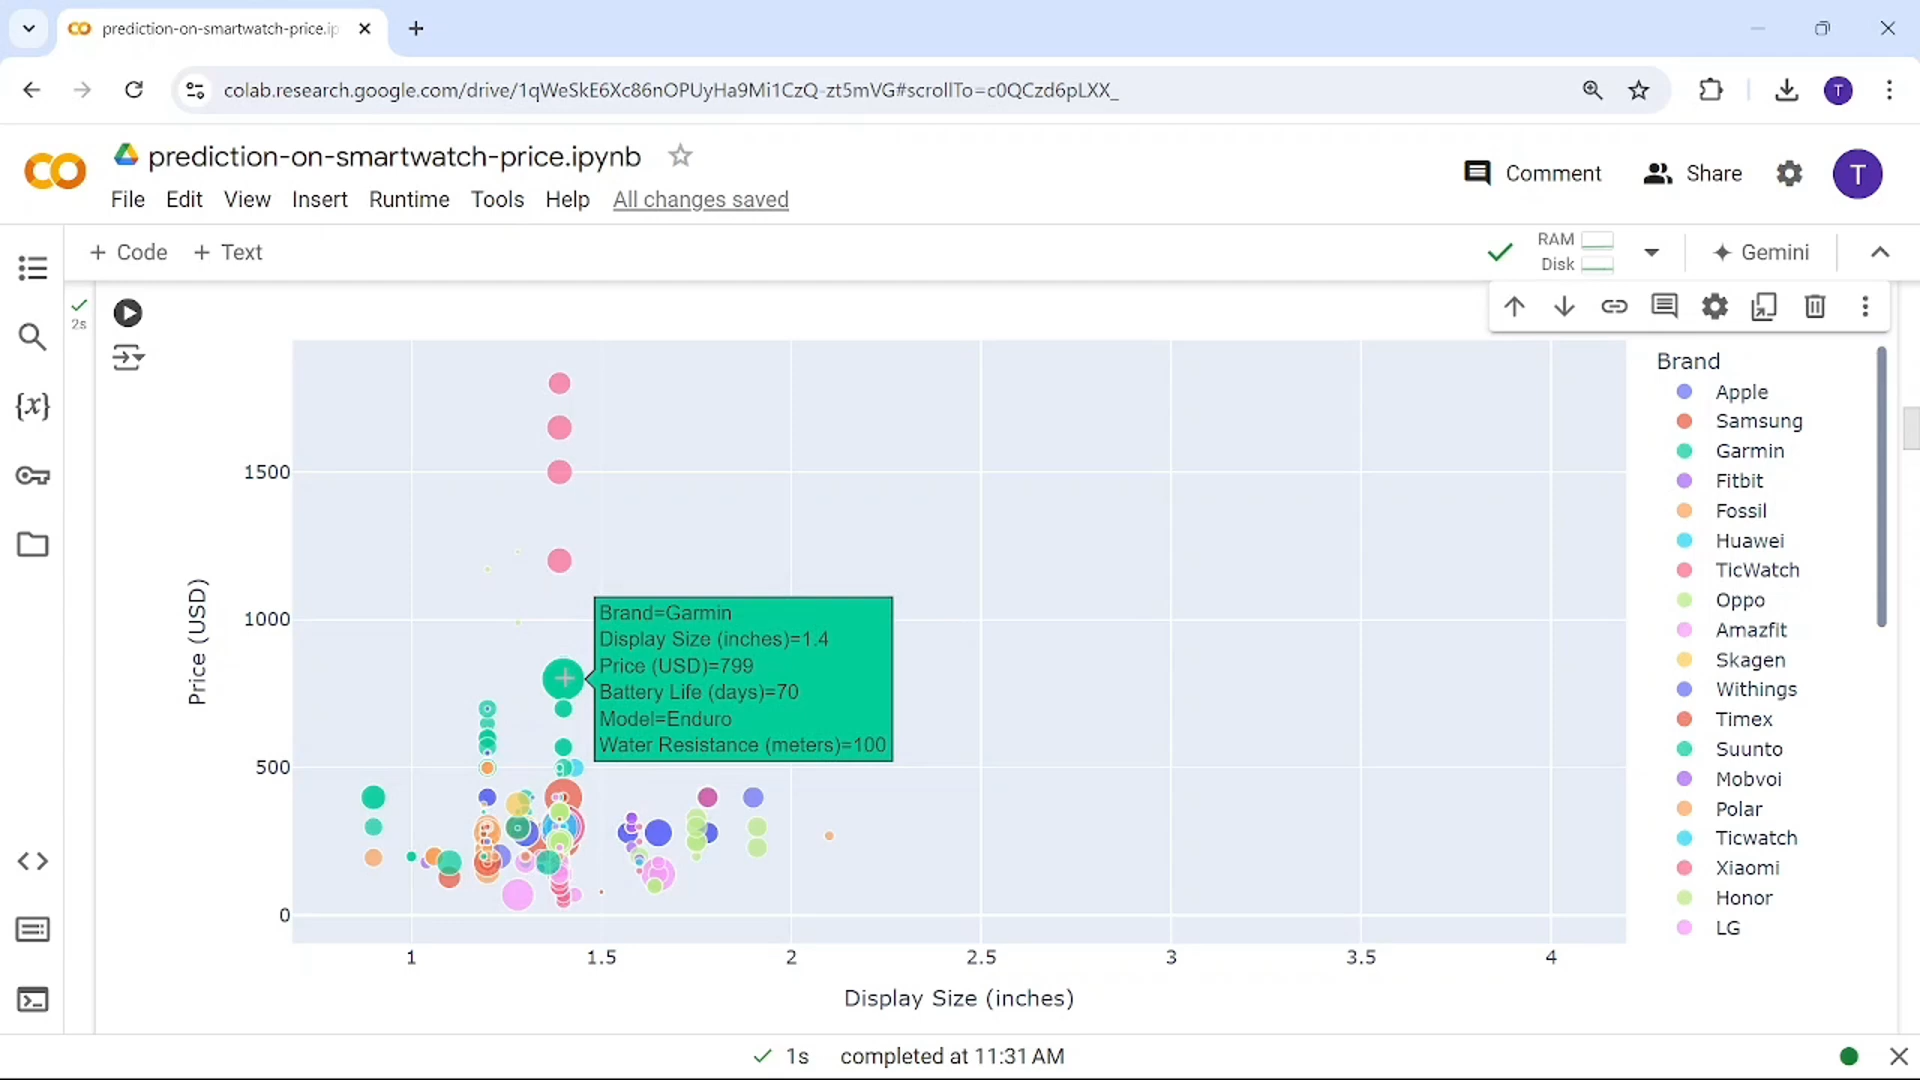 prediction-on-smartwatch-price.ip
colab.research.google.com/drive/1qWeSkE6Xc86nOPUyHa9Mi1CzQ-zt5mVG#scrollTo=c0QCzd6pLXX_
T
prediction-on-smartwatch-price.ipynb
Comment
Share
T
File Edit View Insert Runtime Tools Help All changes saved
+ Code + Text
RAM
Disk
Gemini
2s
{x}
Brand
Apple
Samsung
Garmin
Fitbit
Fossil
Huawei
TicWatch
Oppo
Amazfit
Skagen
Withings
Timex
Suunto
Mobvoi
Polar
Ticwatch
Xiaomi
Honor
LG
Price (USD)
1500
1000
500
0
Brand=Garmin
Display Size (inches)=1.4
Price (USD)=799
Battery Life (days)=70
Model=Enduro
Water Resistance (meters)=100
1 1.5 2 2.5 3 3.5 4
Display Size (inches)
1s completed at 11:31 AM